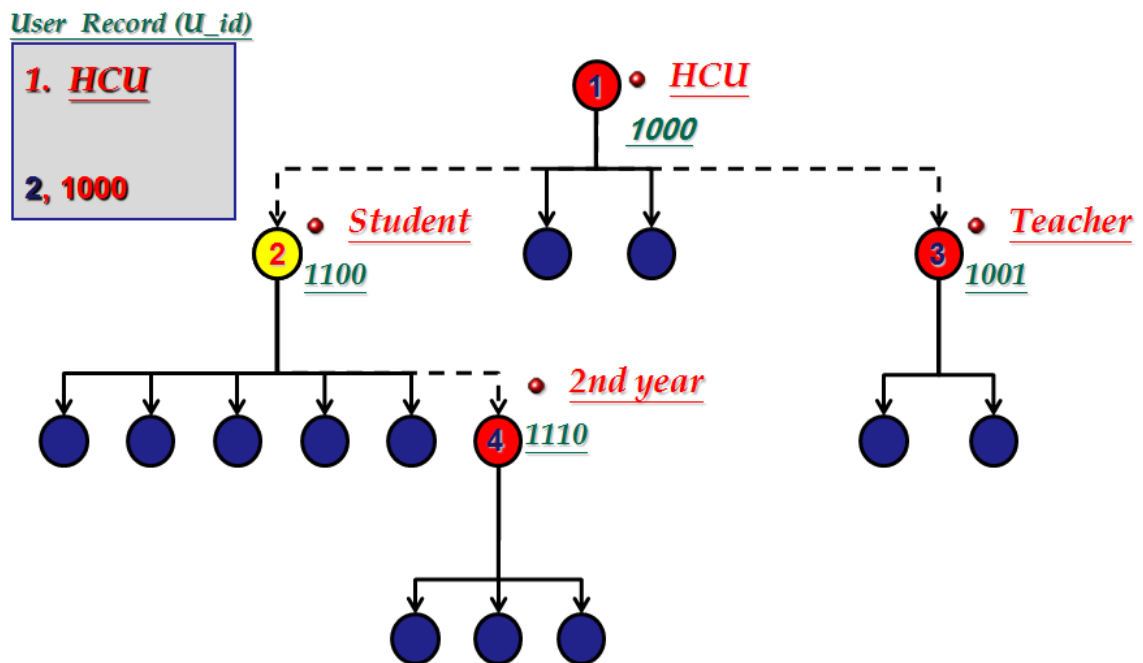 User Record (U_id)
1. HCU
2, 1000
1
HCU
1000
2
Student
1100
3
Teacher
1001
4
2nd year
1110